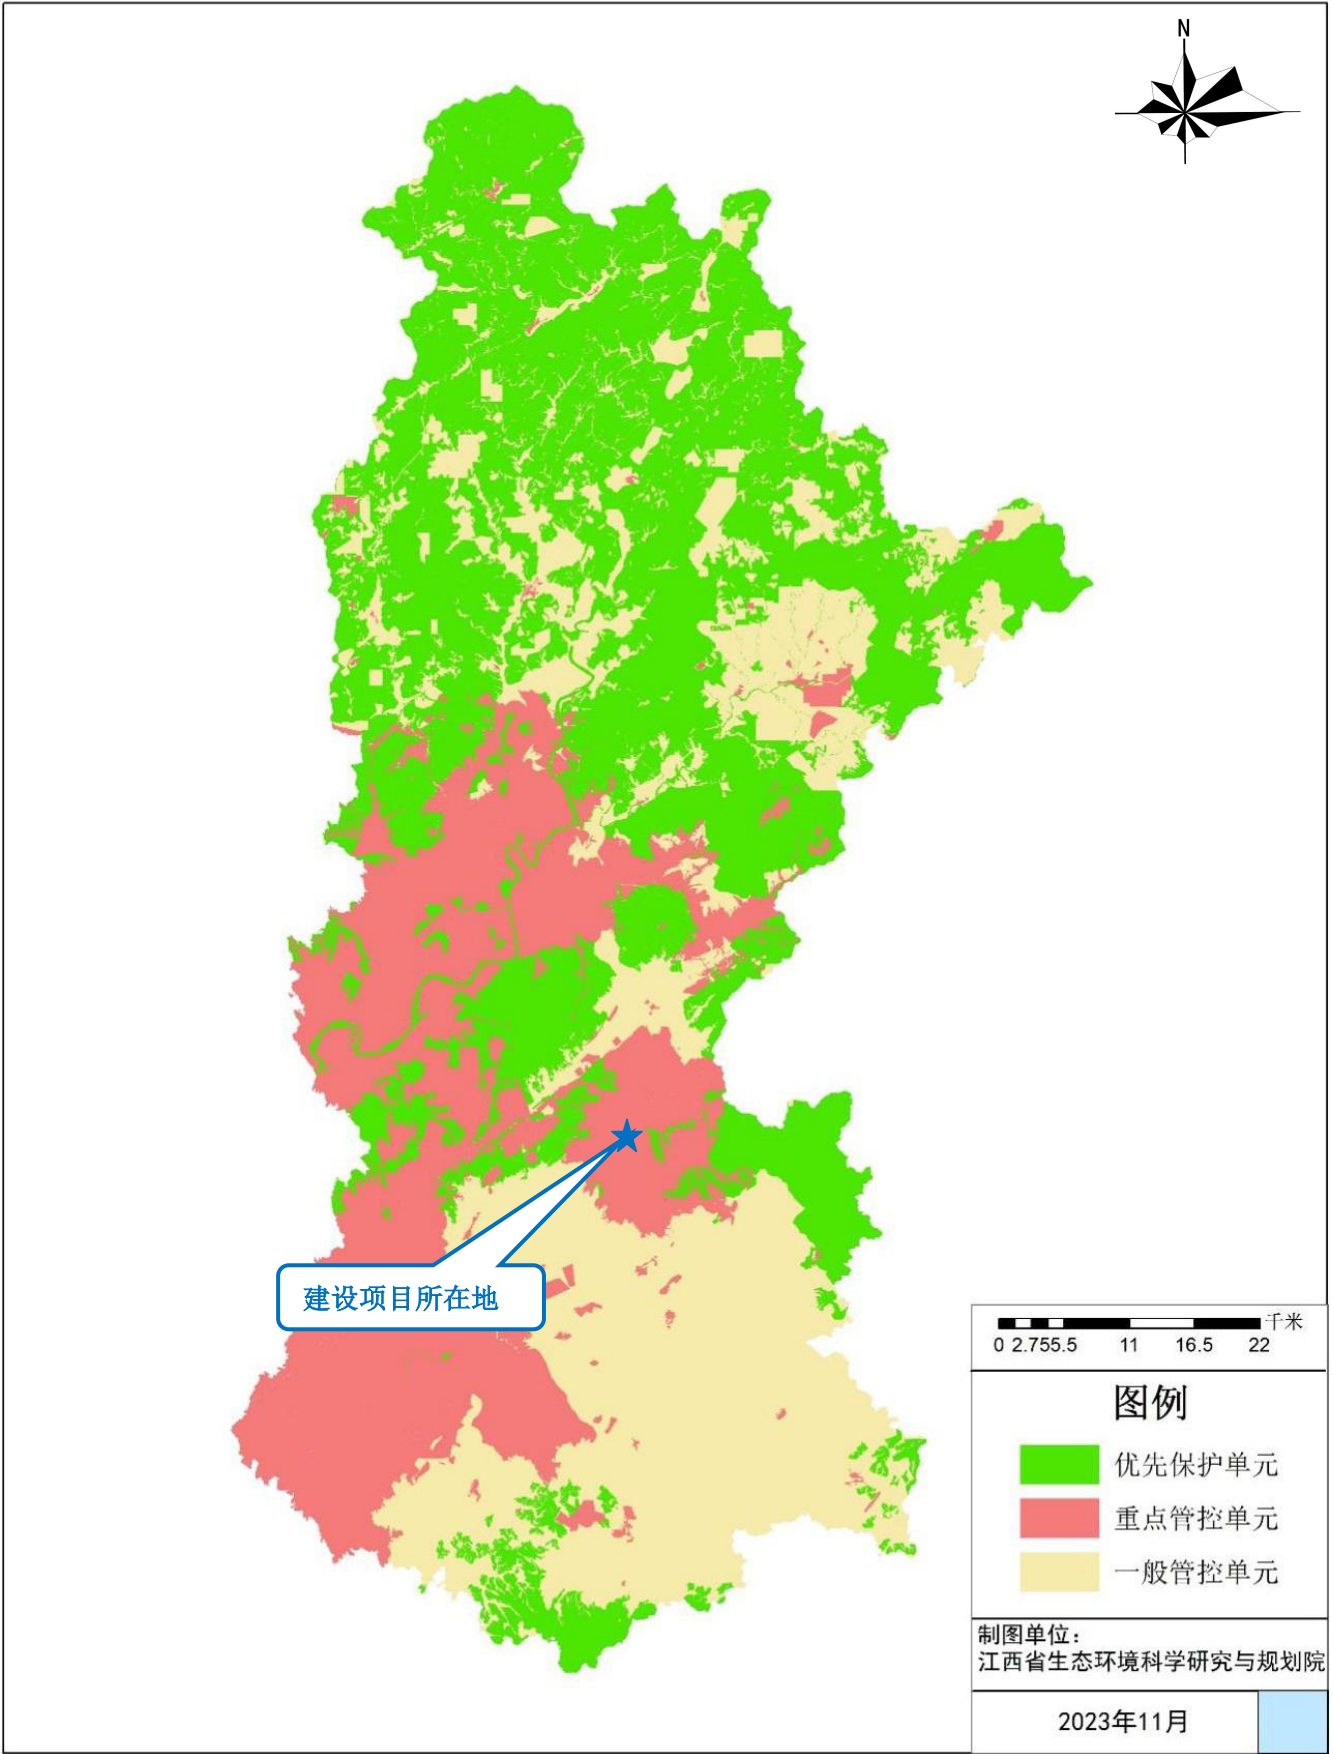 N
建设项目所在地
千米
0 2.755.5 11 16.5 22
图例
优先保护单元
重点管控单元
一般管控单元
制图单位：
江西省生态环境科学研究与规划院
2023年11月